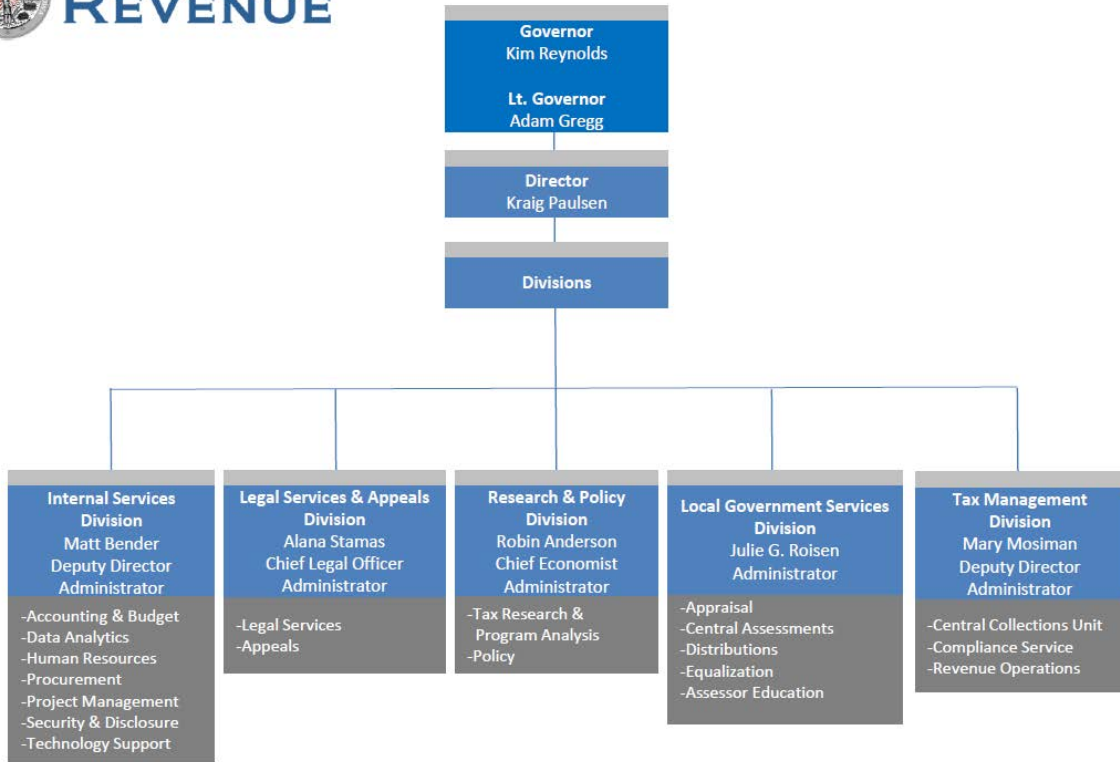 REVENUE
Governor
Kim Reynolds
Lt. Governor
Adam Gregg
Director
Kraig Paulsen
Divisions
Internal Services
Division
Matt Bender
Deputy Director
Administrator
-Accounting & Budget
-Data Analytics
-Human Resources
-Procurement
-Project Management
-Security & Disclosure
-Technology Support
Legal Services & Appeals
Division
Alana Stamas
Chief Legal Officer
Administrator
-Legal Services
-Appeals
Research & Policy
Division
Robin Anderson
Chief Economist
Administrator
-Tax Research &
Program Analysis
-Policy
Local Government Services
Division
Julie G. Roisen
Administrator
-Appraisal
-Central Assessments
-Distributions
-Equalization
-Assessor Education
Tax Management
Division
Mary Mosiman
Deputy Director
Administrator
-Central Collections Unit
-Compliance Service
-Revenue Operations